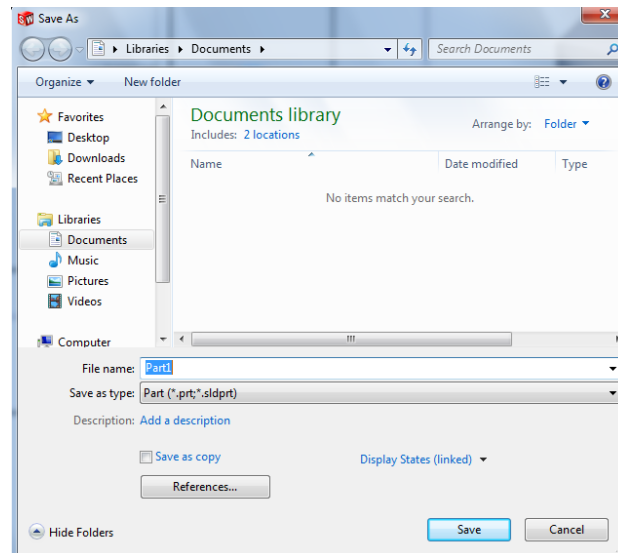 Save As
Libraries Documents
Search Documents
Organize New folder
Favorites
Desktop
Downloads
Recent Places
Libraries
Documents
Music
Pictures
Videos
Computer
Documents library
Includes: 2 locations
Arrange by: Folder
Name Date modified Type
No items match your search.
File name: Part1
Save as type: Part (*.prt;*.sldprt)
Description: Add a description
Save as copy
Display States (linked)
References...
Hide Folders
Save Cancel